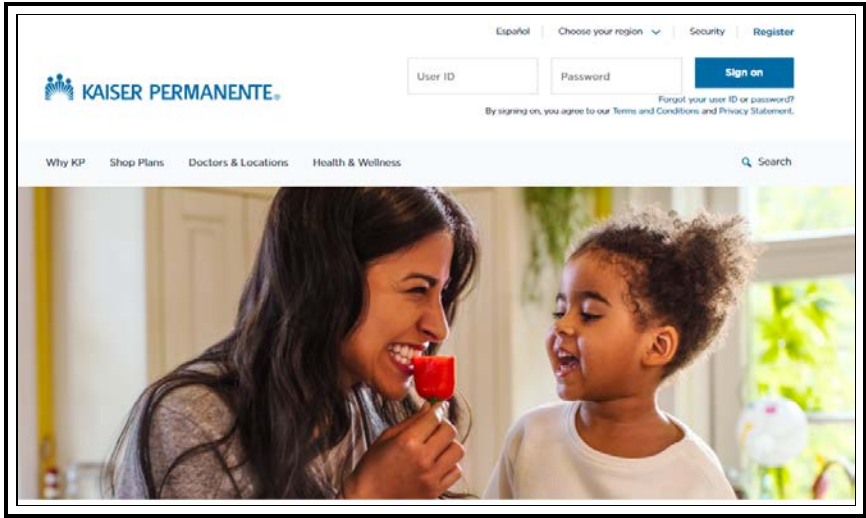 Español Choose your region Security Register
KAISER PERMANENTE®
User ID Password Sign on
Forgot your user ID or password?
By signing on, you agree to our Terms and Conditions and Privacy Statement.
Why KP Shop Plans Doctors & Locations Health & Wellness Search